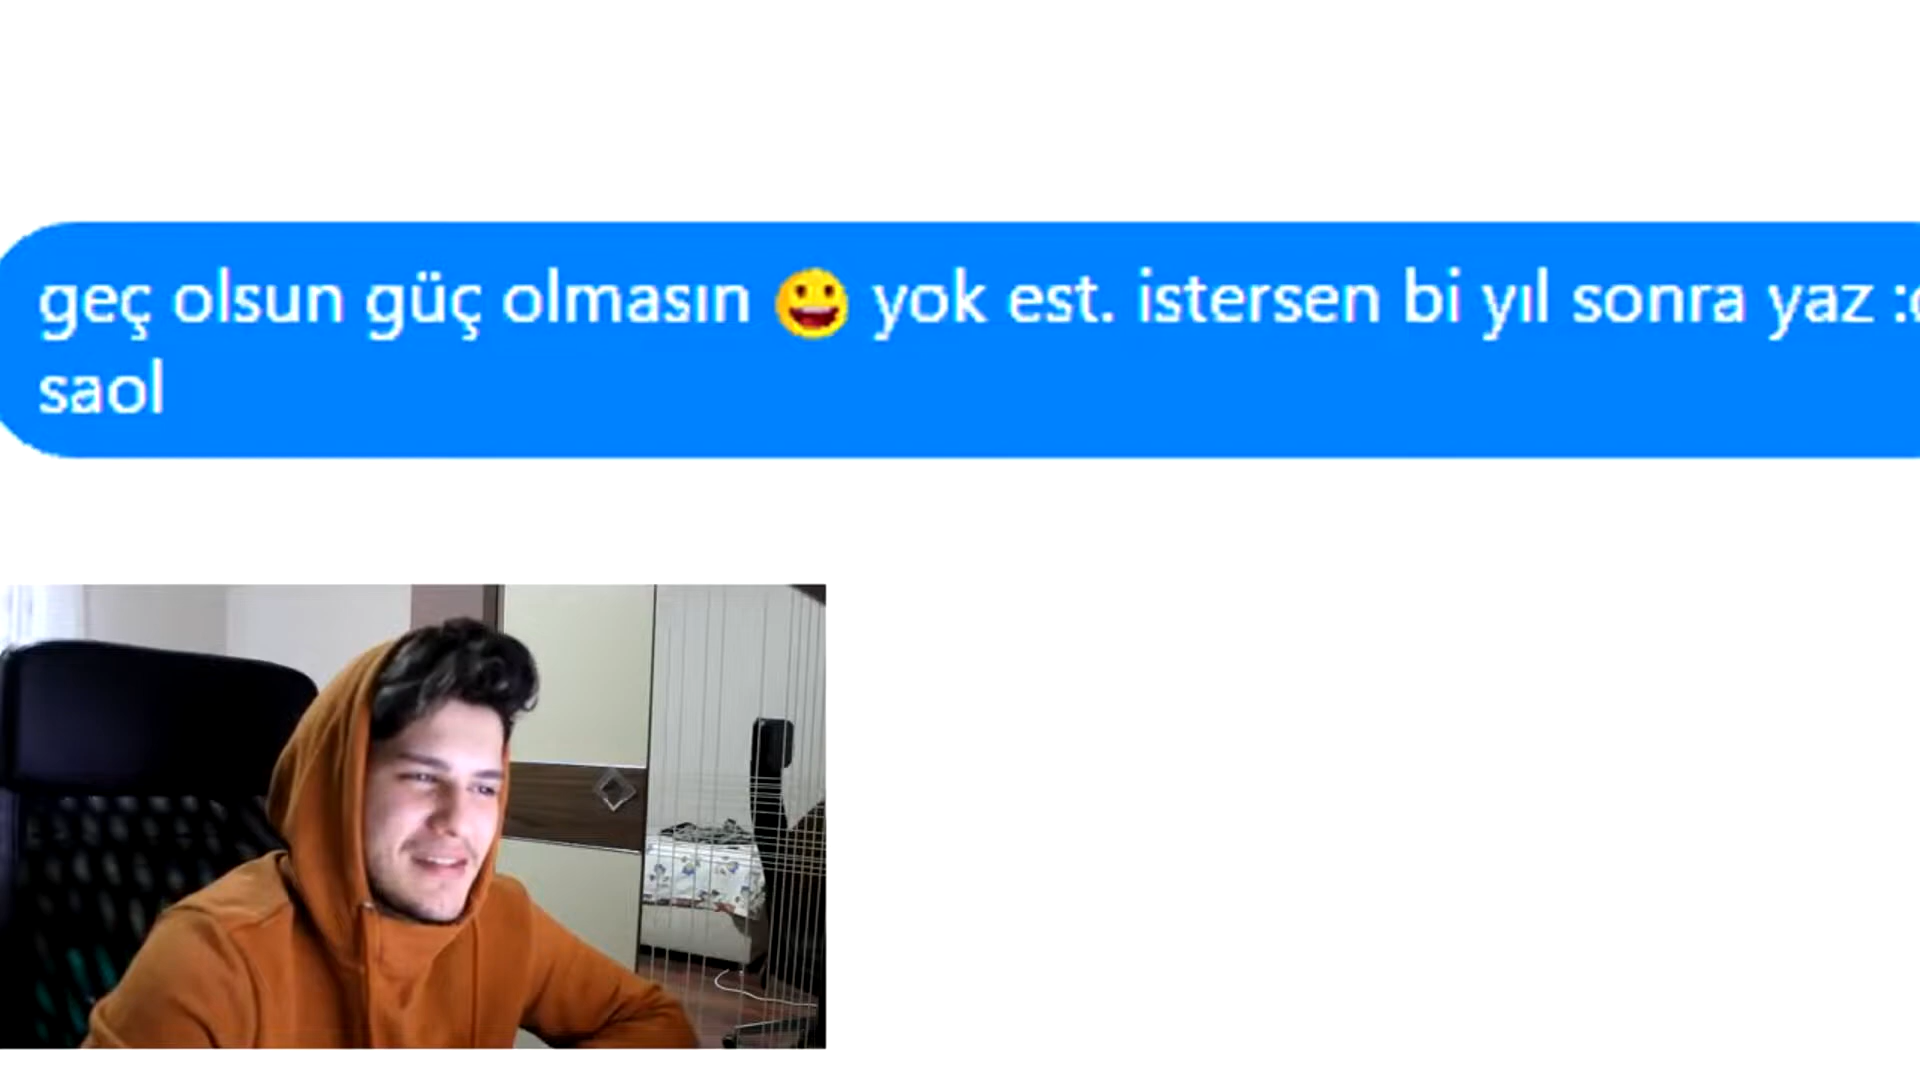 geç olsun güç olmasın 😀 yok est. istersen bi yıl sonra yaz
saol